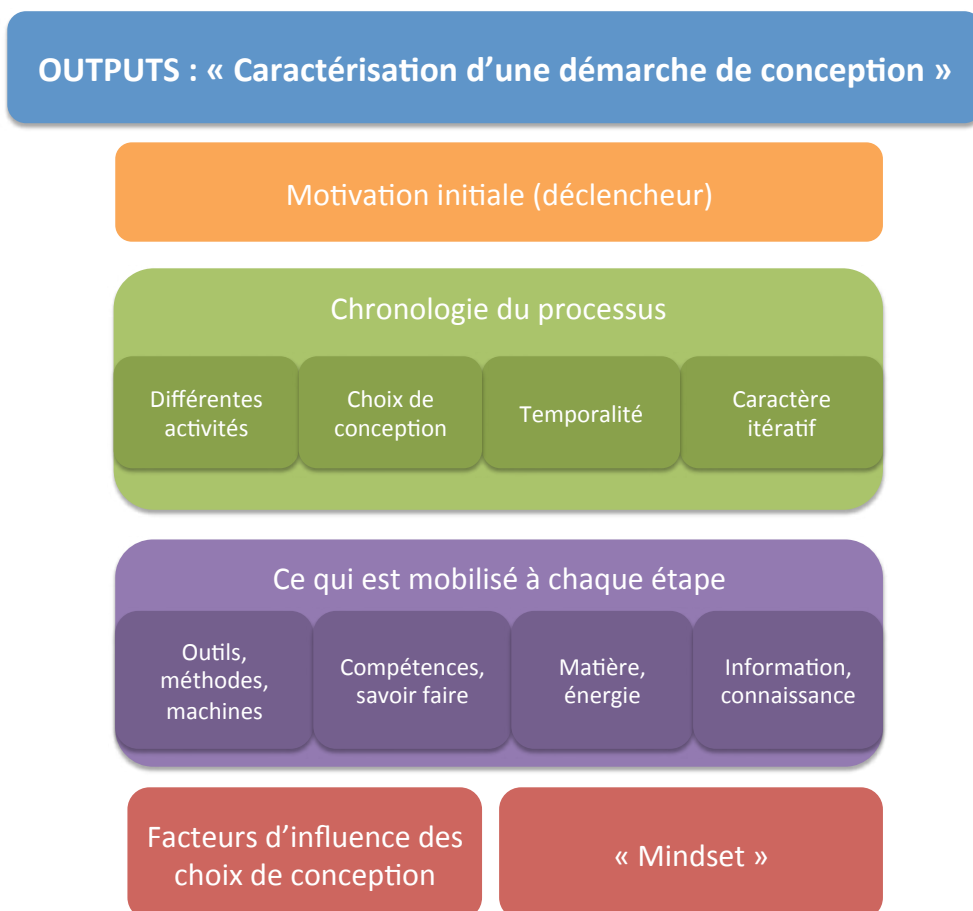 OUTPUTS : « Caractérisation d’une démarche de conception »
Motivation initiale (déclencheur)
Chronologie du processus
Différentes
activités
Choix de
conception
Temporalité
Caractère
itératif
Ce qui est mobilisé à chaque étape
Outils,
méthodes,
machines
Compétences,
savoir faire
Matière,
énergie
Information,
connaissance
Facteurs d’influence des
choix de conception
« Mindset »